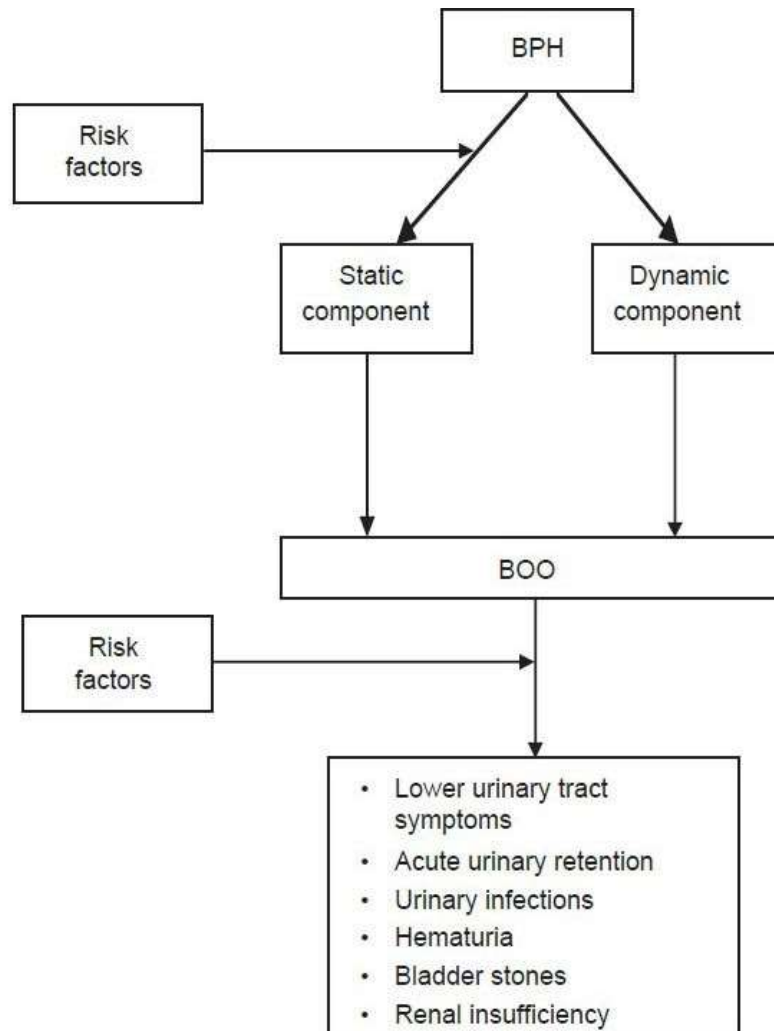 BPH
Risk
factors
Static
component
Dynamic
component
BOO
Risk
factors
• Lower urinary tract
symptoms
• Acute urinary retention
• Urinary infections
• Hematuria
• Bladder stones
• Renal insufficiency